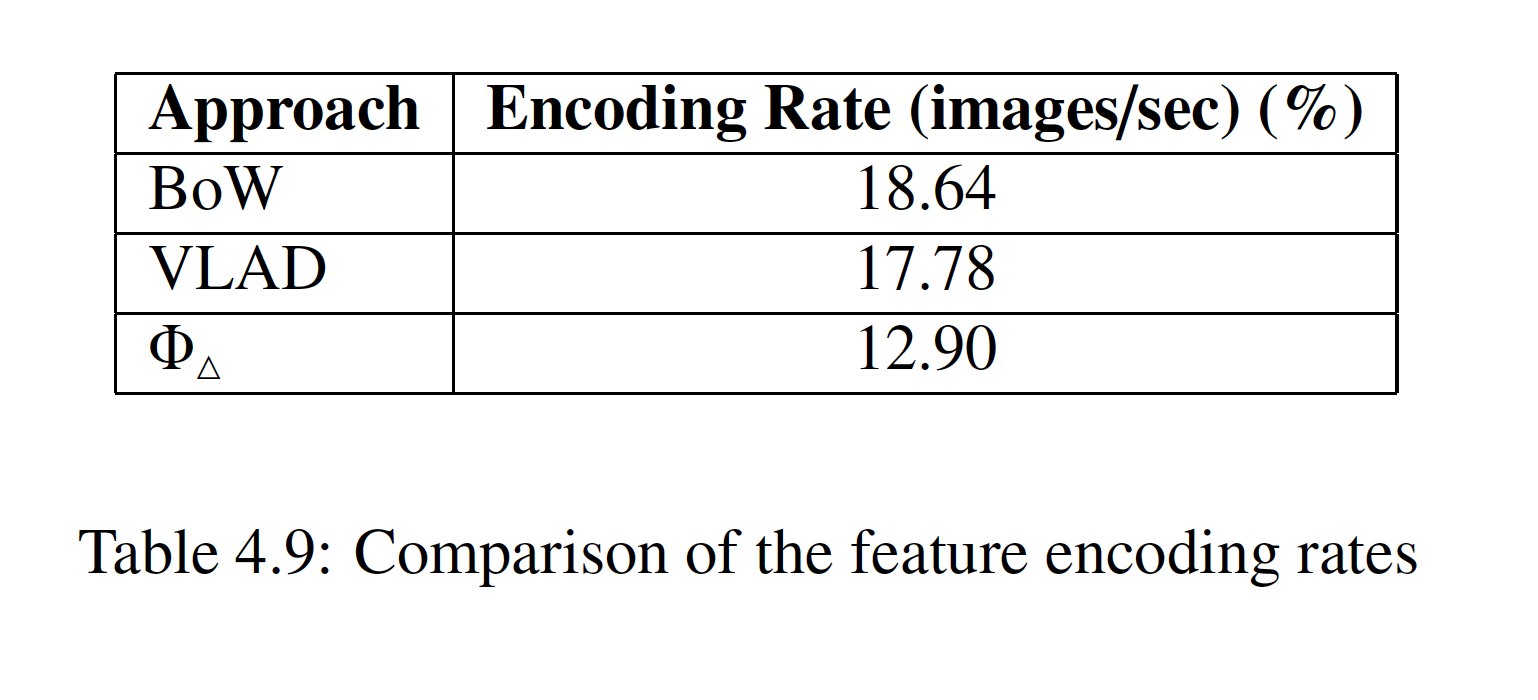 Approach Encoding Rate (images/sec) (%)
BoW 18.64
VLAD 17.78
Φ△ 12.90
Table 4.9: Comparison of the feature encoding rates